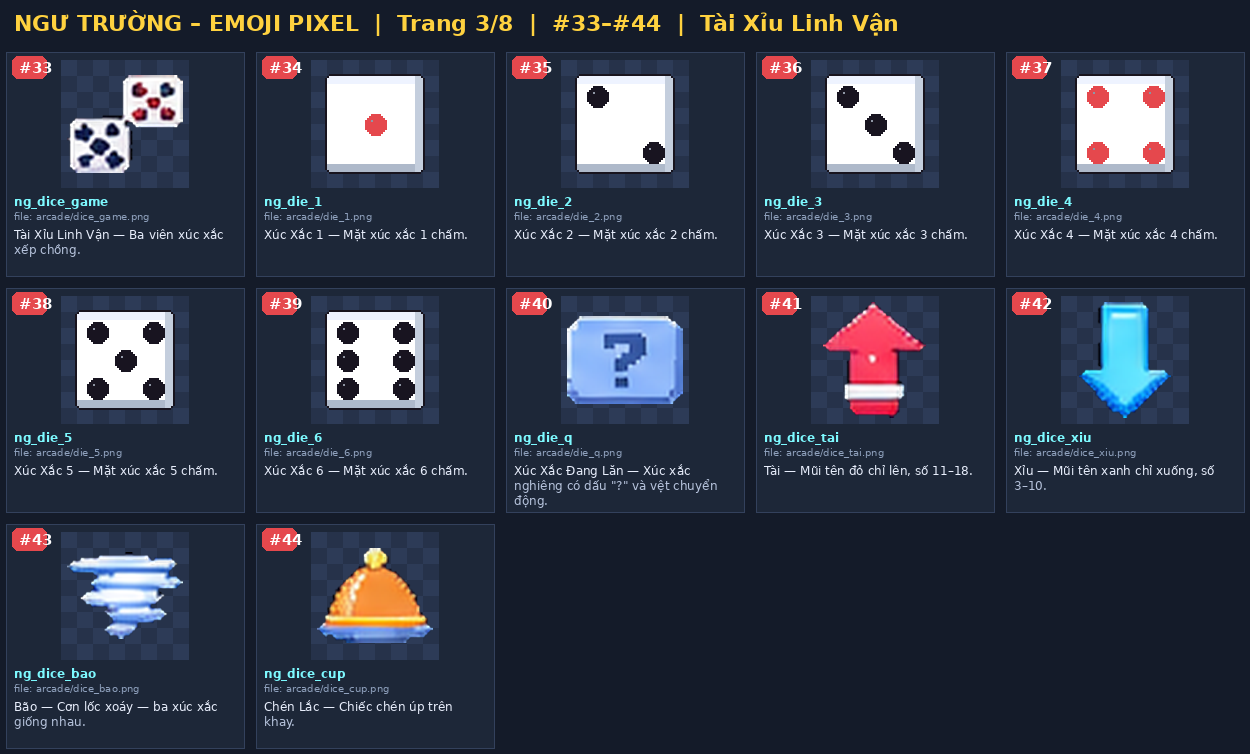 NGƯ TRƯỜNG – EMOJI PIXEL | Trang 3/8 | #33–#44 | Tài Xỉu Linh Vận
#33
ng_dice_game
file: arcade/dice_game.png
Tài Xỉu Linh Vận — Ba viên xúc xắc
xếp chồng.
#34
ng_die_1
file: arcade/die_1.png
Xúc Xắc 1 — Mặt xúc xắc 1 chấm.
#35
ng_die_2
file: arcade/die_2.png
Xúc Xắc 2 — Mặt xúc xắc 2 chấm.
#36
ng_die_3
file: arcade/die_3.png
Xúc Xắc 3 — Mặt xúc xắc 3 chấm.
#37
ng_die_4
file: arcade/die_4.png
Xúc Xắc 4 — Mặt xúc xắc 4 chấm.
#38
ng_die_5
file: arcade/die_5.png
Xúc Xắc 5 — Mặt xúc xắc 5 chấm.
#39
ng_die_6
file: arcade/die_6.png
Xúc Xắc 6 — Mặt xúc xắc 6 chấm.
#40
?
ng_die_q
file: arcade/die_q.png
Xúc Xắc Đang Lăn — Xúc xắc
nghiêng có dấu "?" và vệt chuyển
động.
#41
ng_dice_tai
file: arcade/dice_tai.png
Tài — Mũi tên đỏ chỉ lên, số 11–18.
#42
ng_dice_xiu
file: arcade/dice_xiu.png
Xỉu — Mũi tên xanh chỉ xuống, số
3–10.
#43
ng_dice_bao
file: arcade/dice_bao.png
Bão — Cơn lốc xoáy — ba xúc xắc
giống nhau.
#44
ng_dice_cup
file: arcade/dice_cup.png
Chén Lắc — Chiếc chén úp trên
khay.